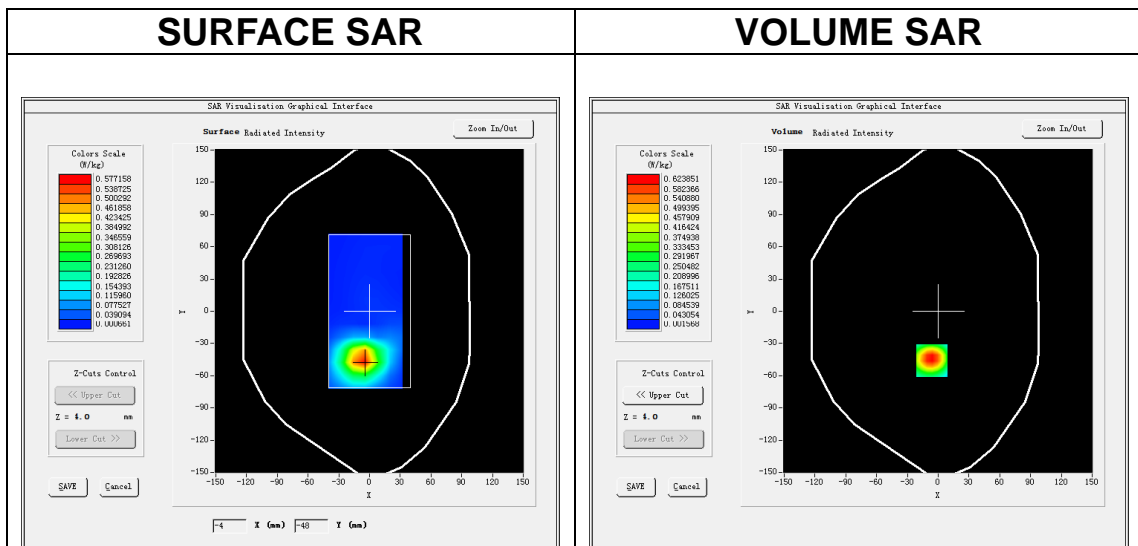 SURFACE SAR
VOLUME SAR
SAR Visualisation Graphical Interface
Surface Radiated Intensity
Zoom In/Out
Colors Scale
(W/kg)
0.577158
0.538725
0.500292
0.461858
0.423425
0.384992
0.346559
0.308126
0.269693
0.231260
0.192826
0.154393
0.115960
0.077527
0.039094
0.000661
Z-Cuts Control
<< Upper Cut
Z = 4.0 mm
Lower Cut >>
SAVE
Cancel
150
120
90
60
30
0
-30
-60
-90
-120
-150
Y
-150 -120 -90 -60 -30 0 30 60 90 120 150
X
-4 X (mm) -48 Y (mm)
SAR Visualisation Graphical Interface
Volume Radiated Intensity
Zoom In/Out
Colors Scale
(W/kg)
0.623851
0.582366
0.540880
0.499395
0.457909
0.416424
0.374938
0.333453
0.291967
0.250482
0.208996
0.167511
0.126025
0.084539
0.043054
0.001568
Z-Cuts Control
<< Upper Cut
Z = 4.0 mm
Lower Cut >>
SAVE
Cancel
150
120
90
60
30
0
-30
-60
-90
-120
-150
Y
-150 -120 -90 -60 -30 0 30 60 90 120 150
X